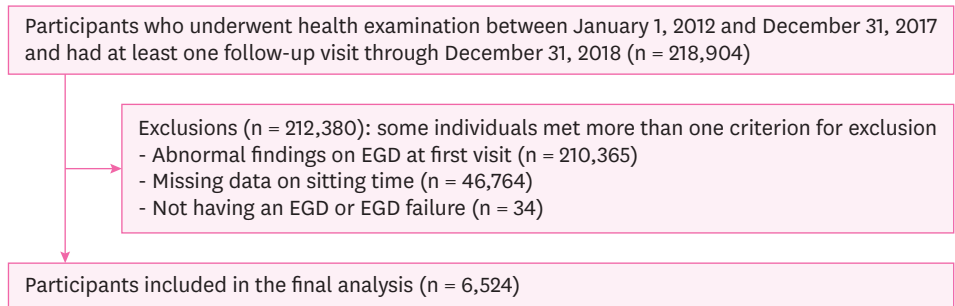 Participants who underwent health examination between January 1, 2012 and December 31, 2017
and had at least one follow-up visit through December 31, 2018 (n = 218,904)
Exclusions (n = 212,380): some individuals met more than one criterion for exclusion
- Abnormal findings on EGD at first visit (n = 210,365)
- Missing data on sitting time (n = 46,764)
- Not having an EGD or EGD failure (n = 34)
Participants included in the final analysis (n = 6,524)